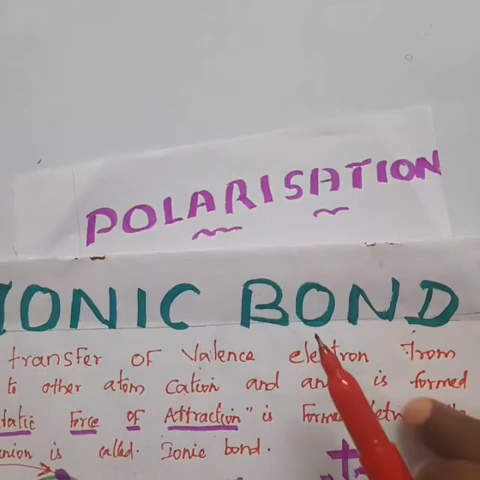 POLARISATION
IONIC BOND
transfer of Valence from
to other atom Cation and is formed
Force of Attraction" is
is called. Ionic bond.